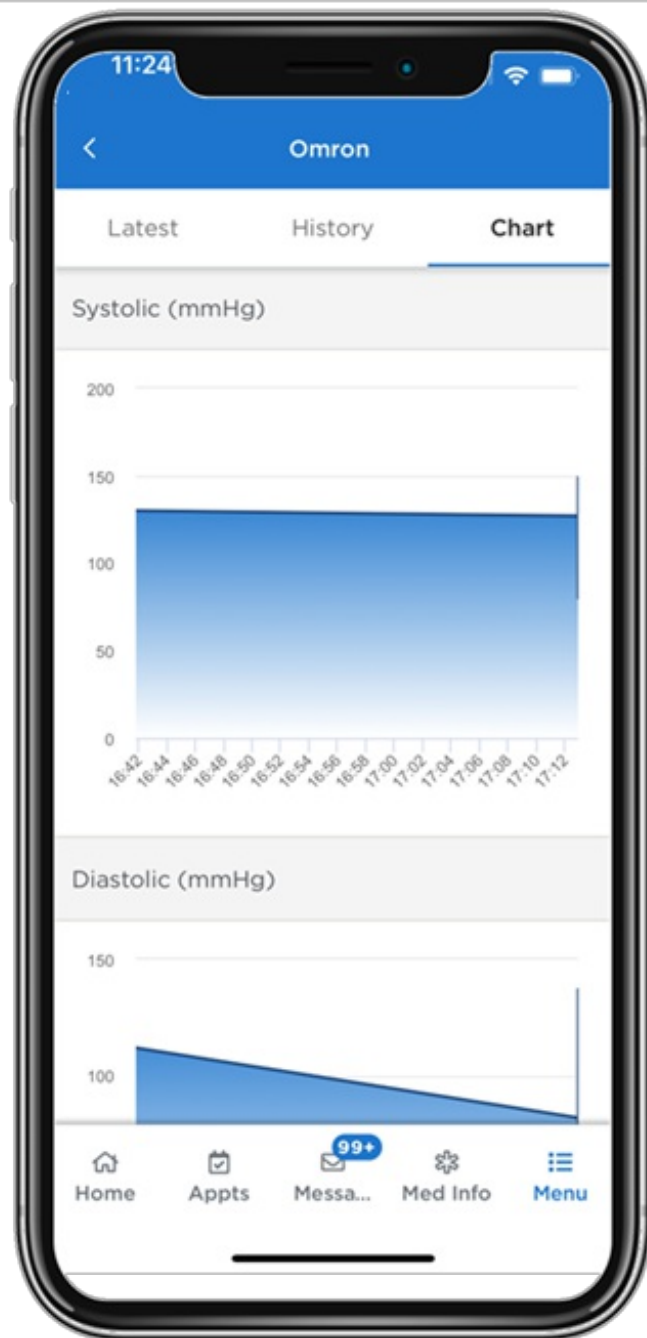 11:24
Omron
Latest History Chart
Systolic (mmHg)
200
150
100
50
0
16:42 16:44 16:46 16:48 16:50 16:52 16:54 16:56 16:58 17:00 17:02 17:04 17:06 17:08 17:10 17:12
Diastolic (mmHg)
150
100
99+
Home Appts Messa... Med Info Menu